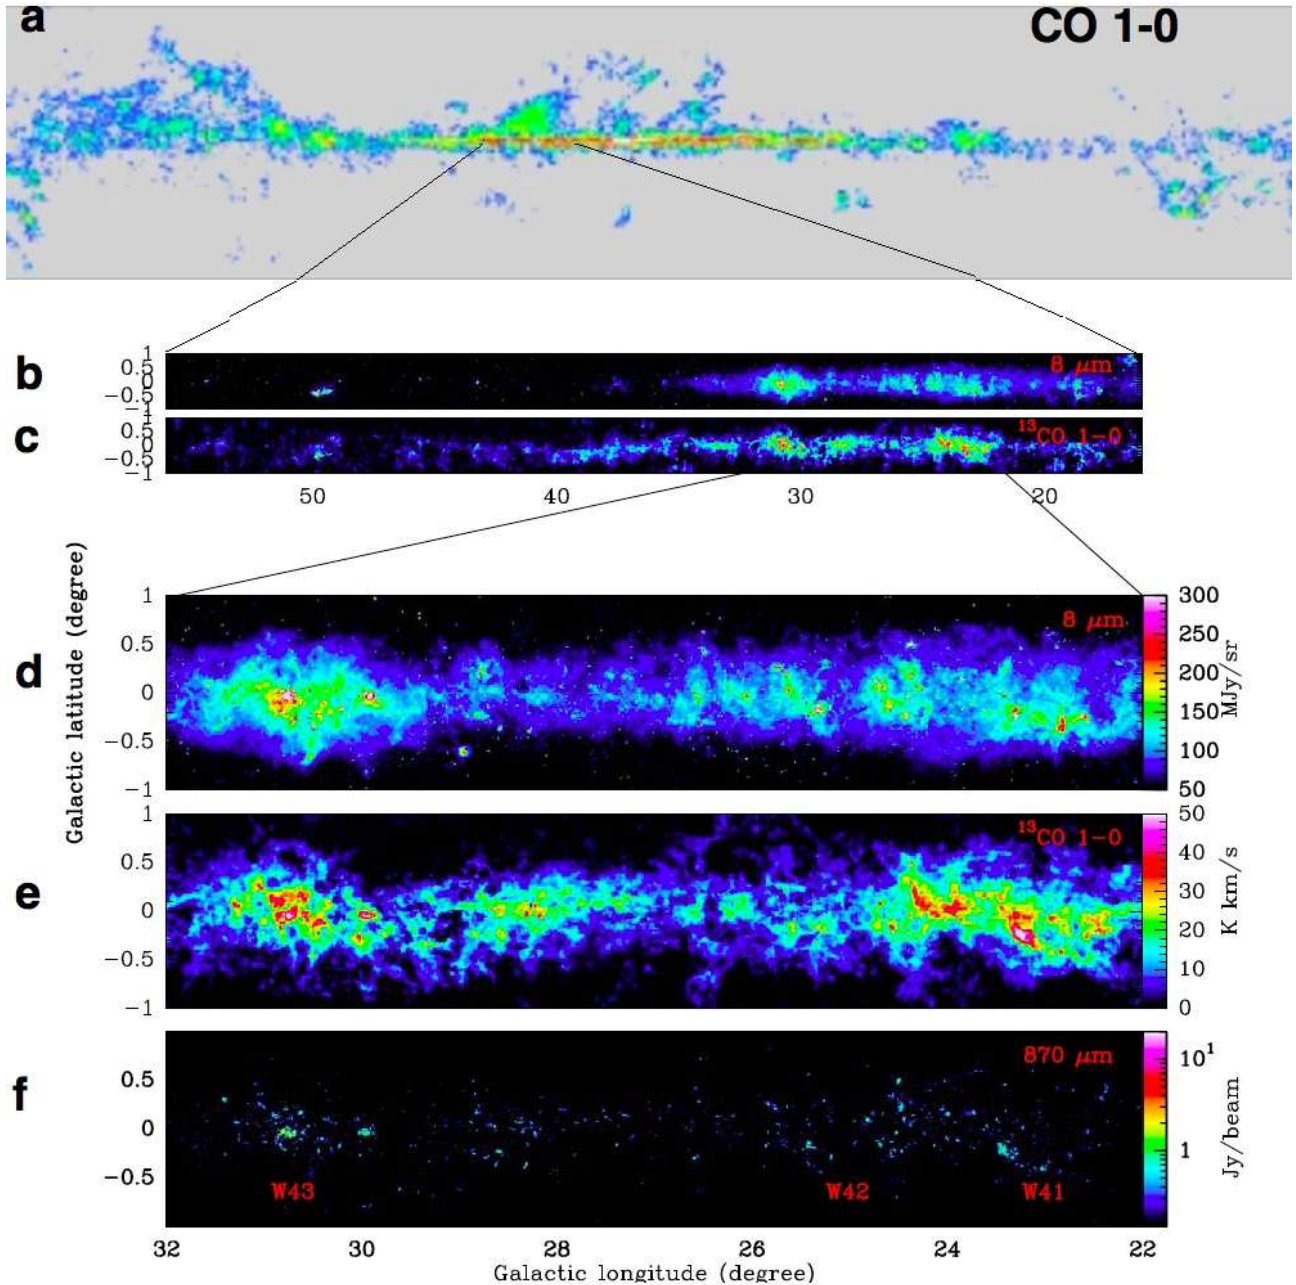 a
CO 1-0
b
1
0.5
0
−0.5
−1
8 μm
c
1
0.5
0
−0.5
−1
¹³CO 1−0
50
40
30
20
Galactic latitude (degree)
d
1
0.5
0
−0.5
−1
8 μm
300
250
200
150
100
50
MJy/sr
e
1
0.5
0
−0.5
−1
¹³CO 1−0
50
40
30
20
10
0
K km/s
f
0.5
0
−0.5
870 μm
W43
W42
W41
10¹
1
Jy/beam
32
30
28
26
24
22
Galactic longitude (degree)